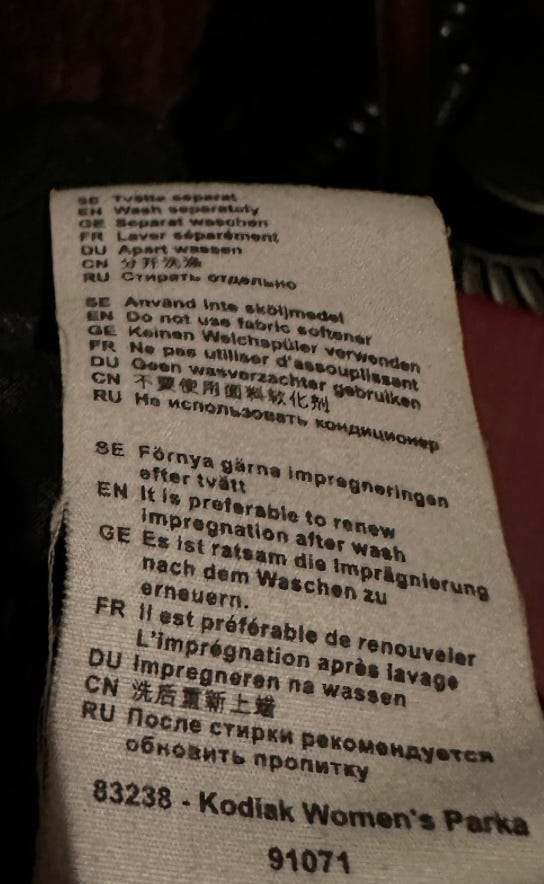 SE Tvätta separat
EN Wash separately
GE Separat waschen
FR Laver séparément
DU Apart wassen
CN 分开洗涤
RU Стирать отдельно
SE Använd inte sköljmedel
EN Do not use fabric softener
GE Keinen Weichspüler verwenden
FR Ne pas utiliser d'assouplissant
DU Geen wasverzachter gebruiken
CN 不要使用面料软化剂
RU Не использовать кондиционер
SE Förnya gärna impregneringen
efter tvätt
EN It is preferable to renew
impregnation after wash
GE Es ist ratsam die Imprägnierung
nach dem Waschen zu
erneuern.
FR Il est préférable de renouveler
L'imprégnation après lavage
DU Impregneren na wassen
CN 洗后重新上蜡
RU После стирки рекомендуется
обновить пропитку
83238 - Kodiak Women's Parka
91071